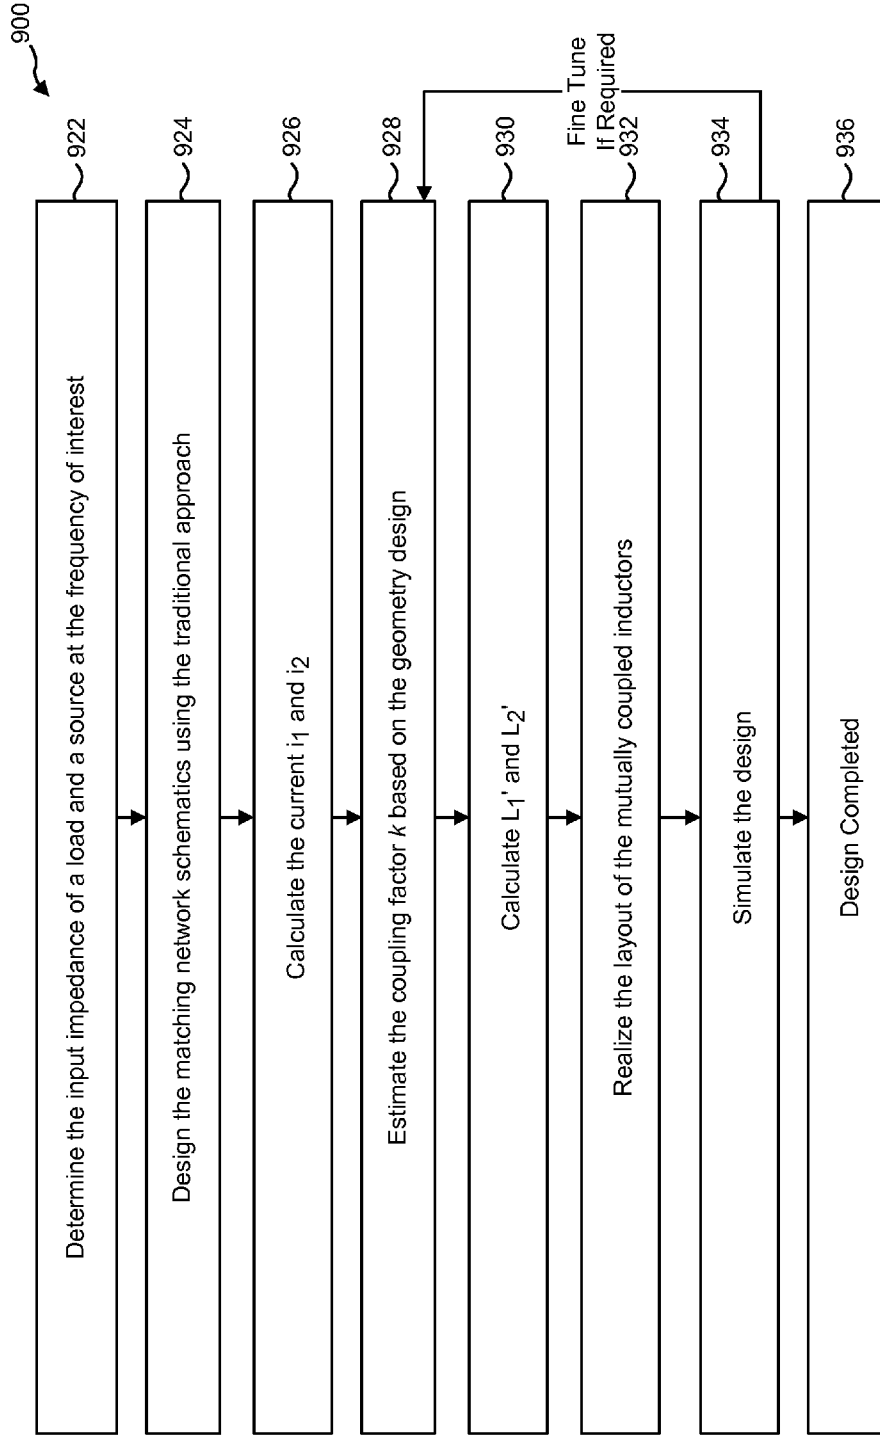 900
Determine the input impedance of a load and a source at the frequency of interest
922
Design the matching network schematics using the traditional approach
924
Calculate the current i1 and i2
926
Estimate the coupling factor k based on the geometry design
928
Calculate L1' and L2'
930
Fine Tune
If Required
Realize the layout of the mutually coupled inductors
932
Simulate the design
934
Design Completed
936